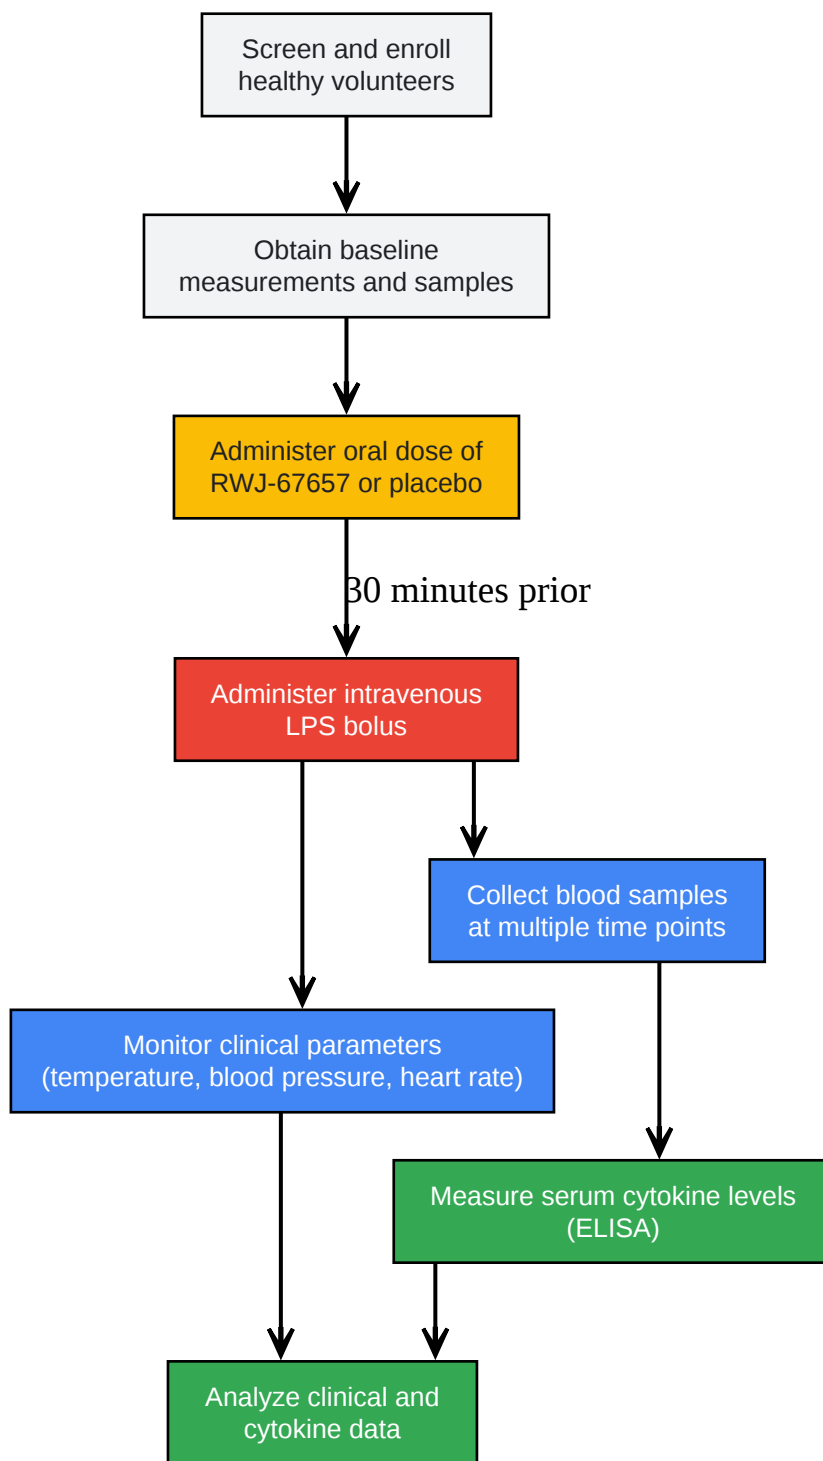 Screen and enroll
healthy volunteers
Obtain baseline
measurements and samples
Administer oral dose of
RWJ-67657 or placebo
30 minutes prior
Administer intravenous
LPS bolus
Collect blood samples
at multiple time points
Monitor clinical parameters
(temperature, blood pressure, heart rate)
Measure serum cytokine levels
(ELISA)
Analyze clinical and
cytokine data